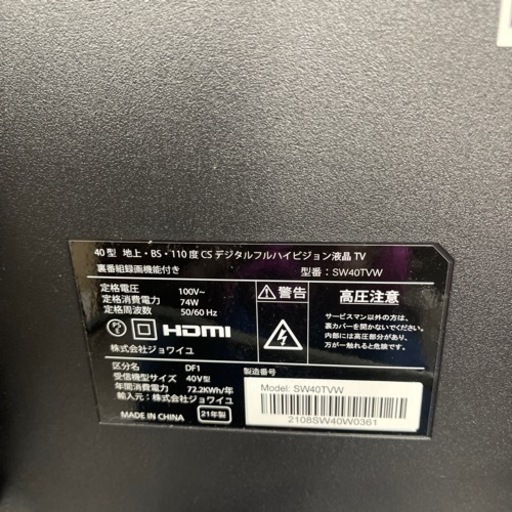 40型 地上・BS・110度CSデジタルフルハイビジョン液晶TV
裏番組録画機能付き 型番：SW40TVW
定格電圧 100V~
定格消費電力 74W
定格周波数 50/60 Hz
HDMI
株式会社ジョワイユ
警告
高圧注意
サービスマン以外の方は、
裏カバーを開かないでください。
内部には高圧部分があり、
万が一触れると危険です。
区分名 DF1
受信機型サイズ 40V型
年間消費電力 72.2KWh/年
輸入元：株式会社ジョワイユ
MADE IN CHINA 21年製
製造番号
Model: SW40TVW
2108SW40W0361